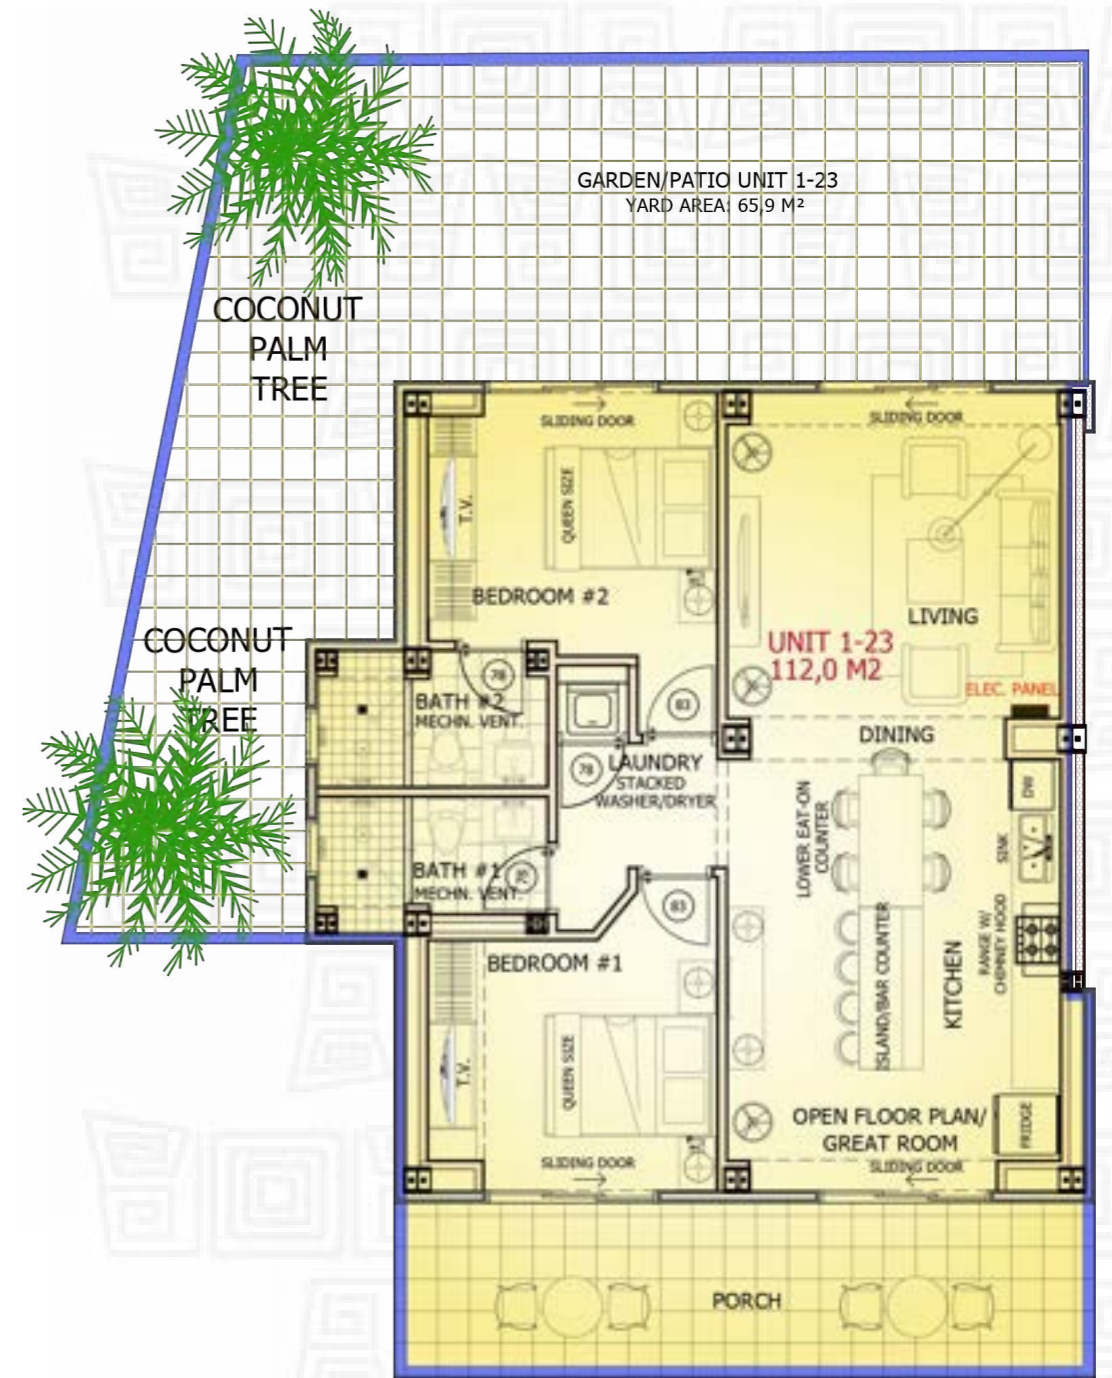 GARDEN/PATIO UNIT 1-23
YARD AREA: 65,9 M²
COCONUT
PALM
TREE
SLIDING DOOR
SLIDING DOOR
T.V.
QUEEN SIZE
BEDROOM #2
LIVING
UNIT 1-23
112,0 M2
ELEC. PANEL
COCONUT
PALM
TREE
78
BATH #2
MECHN. VENT.
83
DINING
78
LAUNDRY
STACKED
WASHER/DRYER
LOWER EAT-ON
COUNTER
DW
SINK
BATH #1
MECHN. VENT.
75
83
RANGE W/
CHIMNEY HOOD
ISLAND/BAR COUNTER
KITCHEN
BEDROOM #1
T.V.
QUEEN SIZE
OPEN FLOOR PLAN/
GREAT ROOM
FRIDGE
SLIDING DOOR
SLIDING DOOR
PORCH